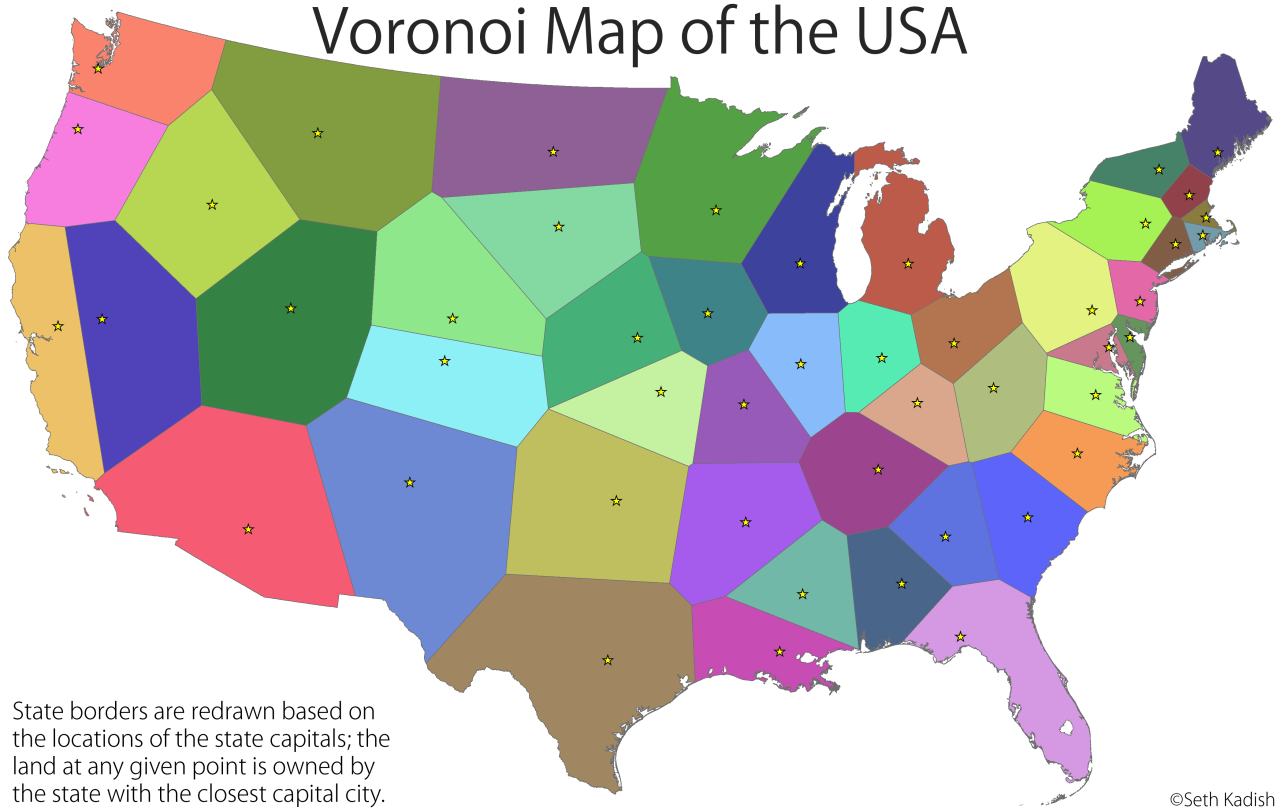 Voronoi Map of the USA
State borders are redrawn based on
the locations of the state capitals; the
land at any given point is owned by
the state with the closest capital city.
©Seth Kadish